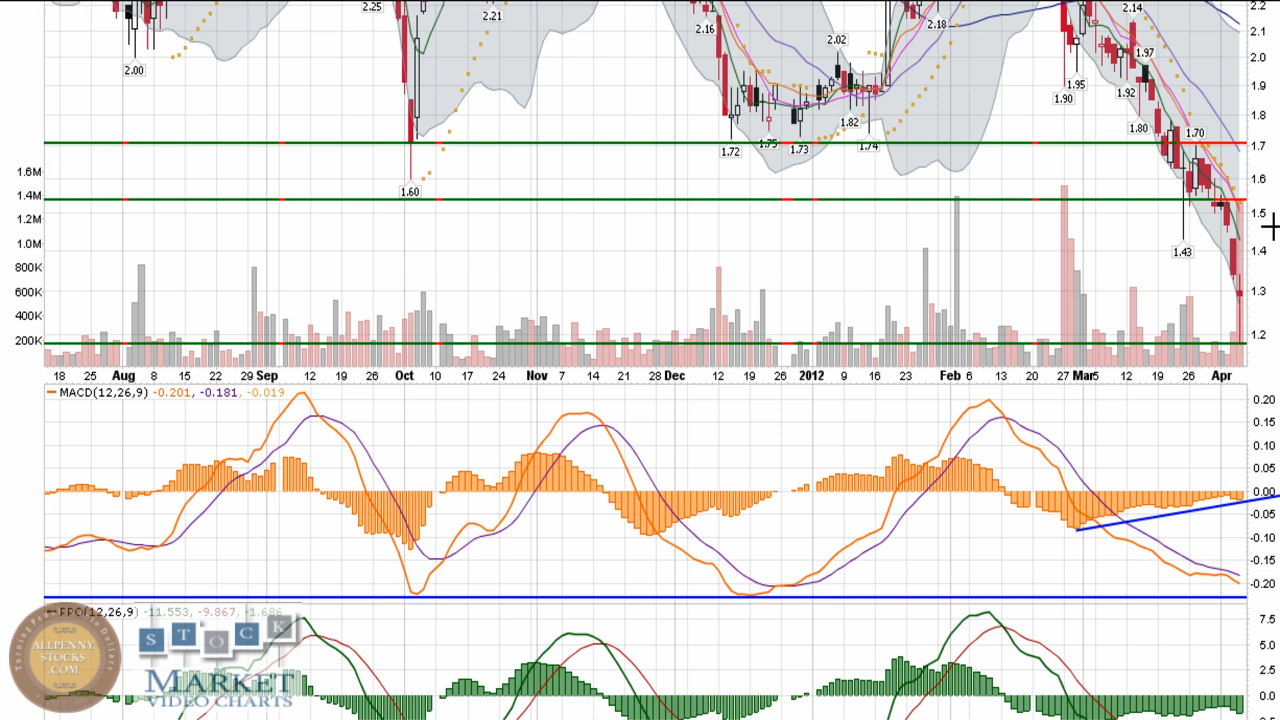 2.25
2.21
2.14
2.2
2.16
2.18
2.1
2.00
2.02
1.97
2.0
1.95
1.90
1.92
1.9
1.82
1.80
1.8
1.72
1.75
1.73
1.74
1.70
1.7
1.6M
1.60
1.6
1.4M
1.5
1.2M
1.0M
1.43
1.4
800K
600K
1.3
400K
200K
1.2
18 25 Aug 8 15 22 29 Sep 12 19 26 Oct 10 17 24 Nov 7 14 21 28 Dec 12 19 26 2012 9 16 23 Feb 6 13 20 27 Mar 5 12 19 26 Apr
MACD(12,26,9) -0.201, -0.181, -0.019
0.20
0.15
0.10
0.05
0.00
-0.05
-0.10
-0.15
-0.20
PPO(12,26,9) -11.553, -9.867, -1.686
7.5
5.0
2.5
0.0
ALLPENNY
STOCKS
.COM
STOCK
MARKET
VIDEO CHARTS